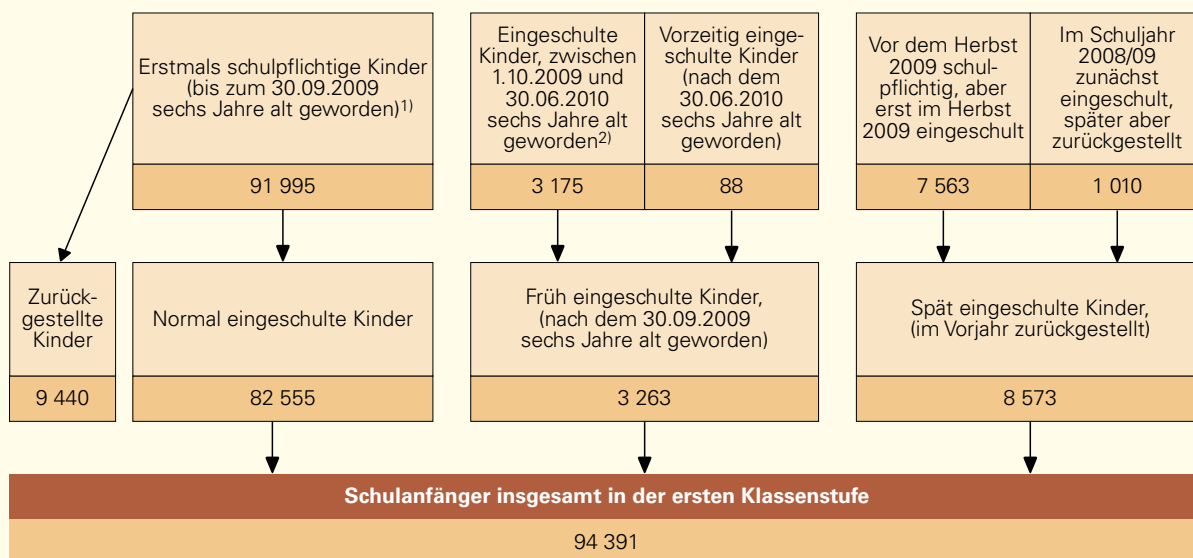 Erstmals schulpflichtige Kinder
(bis zum 30.09.2009
sechs Jahre alt geworden)1)
91 995
Eingeschulte
Kinder, zwischen
1.10.2009 und
30.06.2010
sechs Jahre alt
geworden2)
3 175
Vorzeitig einge-
schulte Kinder
(nach dem
30.06.2010
sechs Jahre alt
geworden)
88
Vor dem Herbst
2009 schul-
pflichtig, aber
erst im Herbst
2009 eingeschult
7 563
Im Schuljahr
2008/09
zunächst
eingeschult,
später aber
zurückgestellt
1 010
Zurück-
gestellte
Kinder
9 440
Normal eingeschulte Kinder
82 555
Früh eingeschulte Kinder,
(nach dem 30.09.2009
sechs Jahre alt geworden)
3 263
Spät eingeschulte Kinder,
(im Vorjahr zurückgestellt)
8 573
Schulanfänger insgesamt in der ersten Klassenstufe
94 391